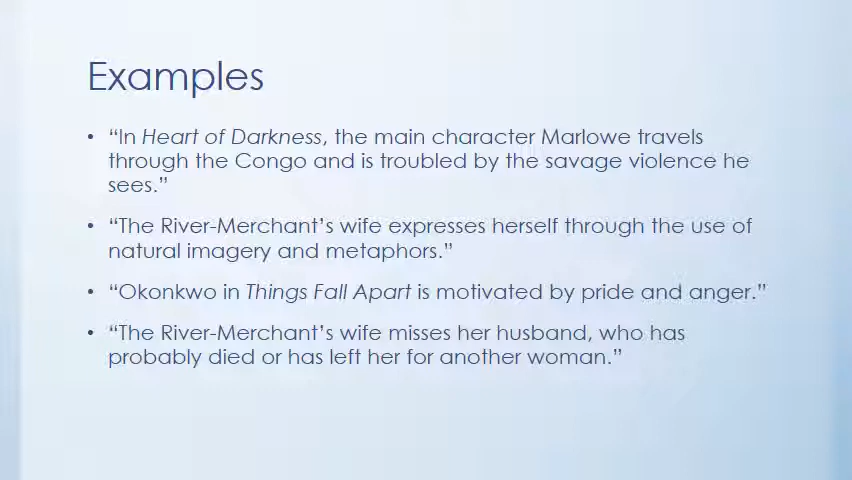 Examples
• “In Heart of Darkness, the main character Marlowe travels
through the Congo and is troubled by the savage violence he
sees.”
• “The River-Merchant’s wife expresses herself through the use of
natural imagery and metaphors.”
• “Okonkwo in Things Fall Apart is motivated by pride and anger.”
• “The River-Merchant’s wife misses her husband, who has
probably died or has left her for another woman.”